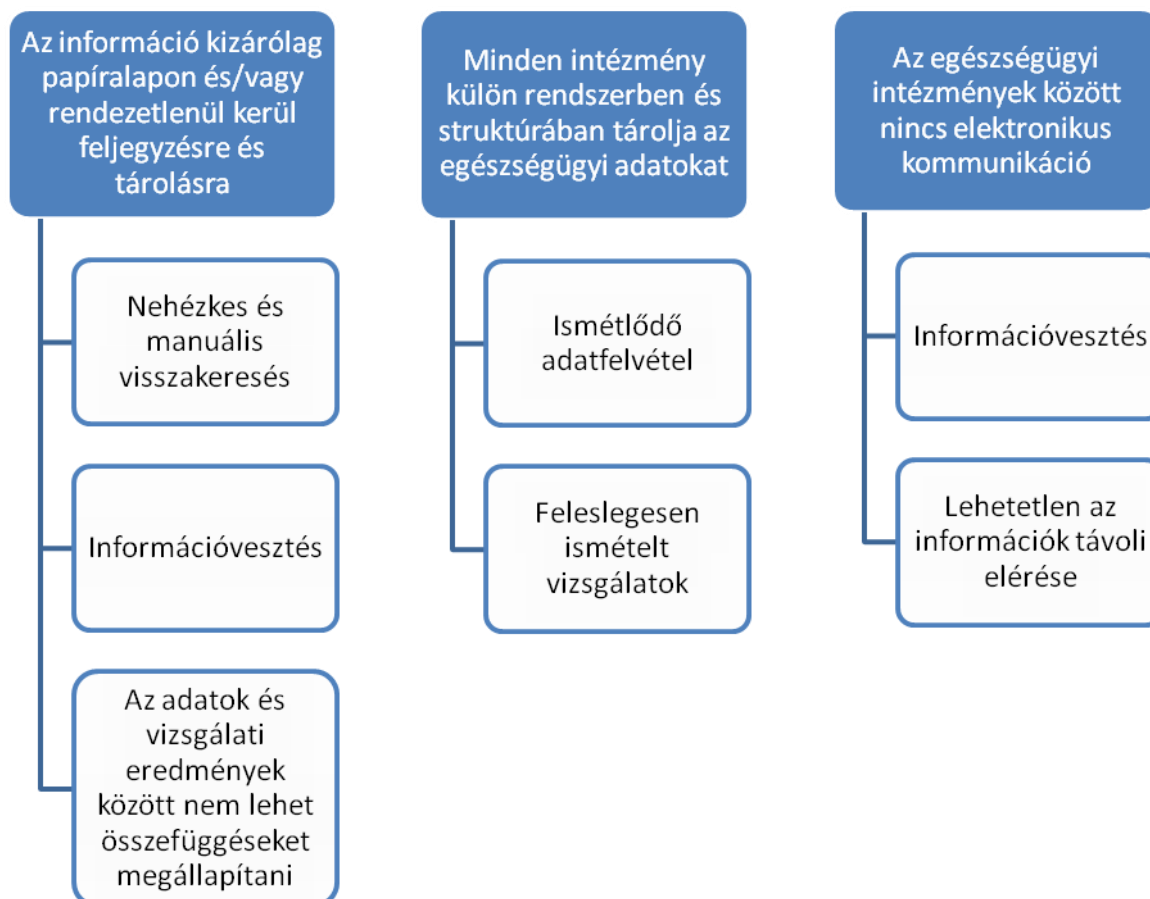 Az információ kizárólag
papíralapon és/vagy
rendezetlenül kerül
feljegyzésre és
tárolásra
Nehézkes és
manuális
visszakeresés
Információvesztés
Az adatok és
vizsgálati
eredmények
között nem lehet
összefüggéseket
megállapítani
Minden intézmény
külön rendszerben és
struktúrában tárolja az
egészségügyi adatokat
Ismétlődő
adatfelvétel
Feleslegesen
ismételt
vizsgálatok
Az egészségügyi
intézmények között
nincs elektronikus
kommunikáció
Információvesztés
Lehetetlen az
információk távoli
elérése